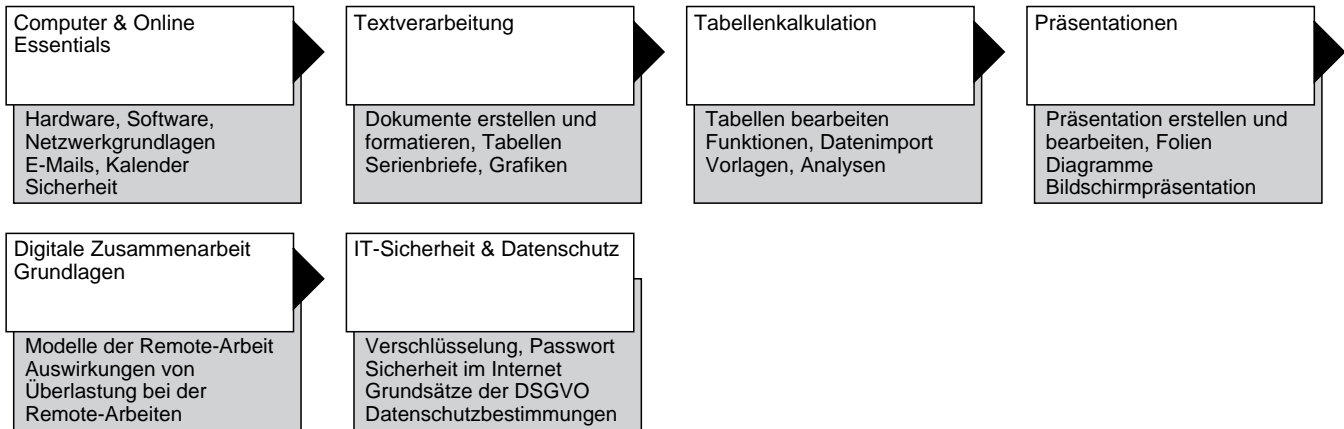 Computer & Online
Essentials
Hardware, Software,
Netzwerkgrundlagen
E-Mails, Kalender
Sicherheit
Textverarbeitung
Dokumente erstellen und
formatieren, Tabellen
Serienbriefe, Grafiken
Tabellenkalkulation
Tabellen bearbeiten
Funktionen, Datenimport
Vorlagen, Analysen
Präsentationen
Präsentation erstellen und
bearbeiten, Folien
Diagramme
Bildschirmpräsentation
Digitale Zusammenarbeit
Grundlagen
Modelle der Remote-Arbeit
Auswirkungen von
Überlastung bei der
Remote-Arbeiten
IT-Sicherheit & Datenschutz
Verschlüsselung, Passwort
Sicherheit im Internet
Grundsätze der DSGVO
Datenschutzbestimmungen